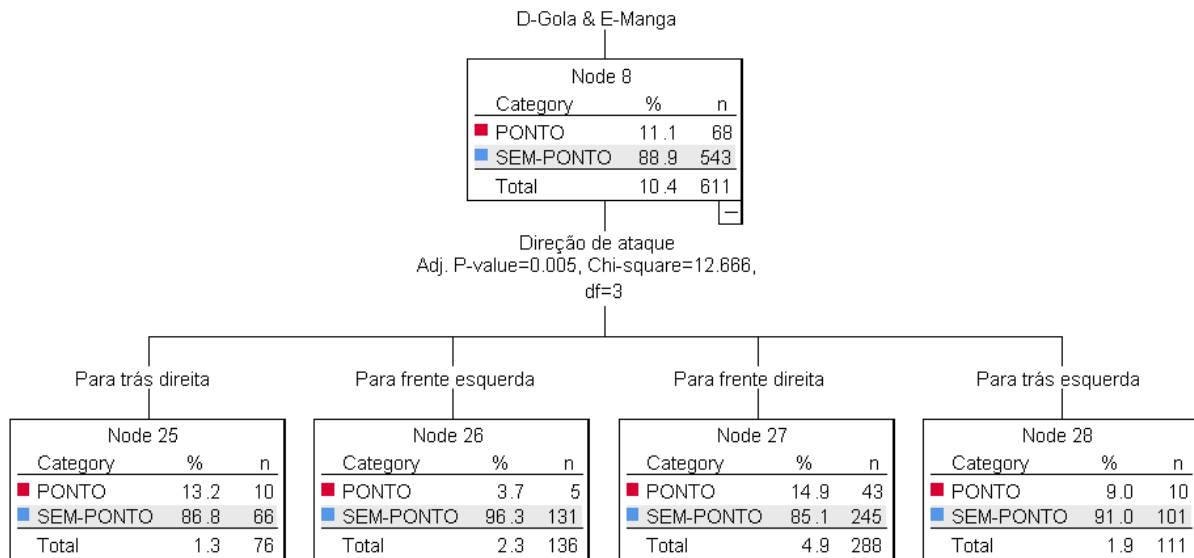 D-Gola & E-Manga
Node 8
Category % n
PONTO 11.1 68
SEM-PONTO 88.9 543
Total 10.4 611
Direção de ataque
Adj. P-value=0.005, Chi-square=12.666,
df=3
Para trás direita
Para frente esquerda
Para frente direita
Para trás esquerda
Node 25
Category % n
PONTO 13.2 10
SEM-PONTO 86.8 66
Total 1.3 76
Node 26
Category % n
PONTO 3.7 5
SEM-PONTO 96.3 131
Total 2.3 136
Node 27
Category % n
PONTO 14.9 43
SEM-PONTO 85.1 245
Total 4.9 288
Node 28
Category % n
PONTO 9.0 10
SEM-PONTO 91.0 101
Total 1.9 111